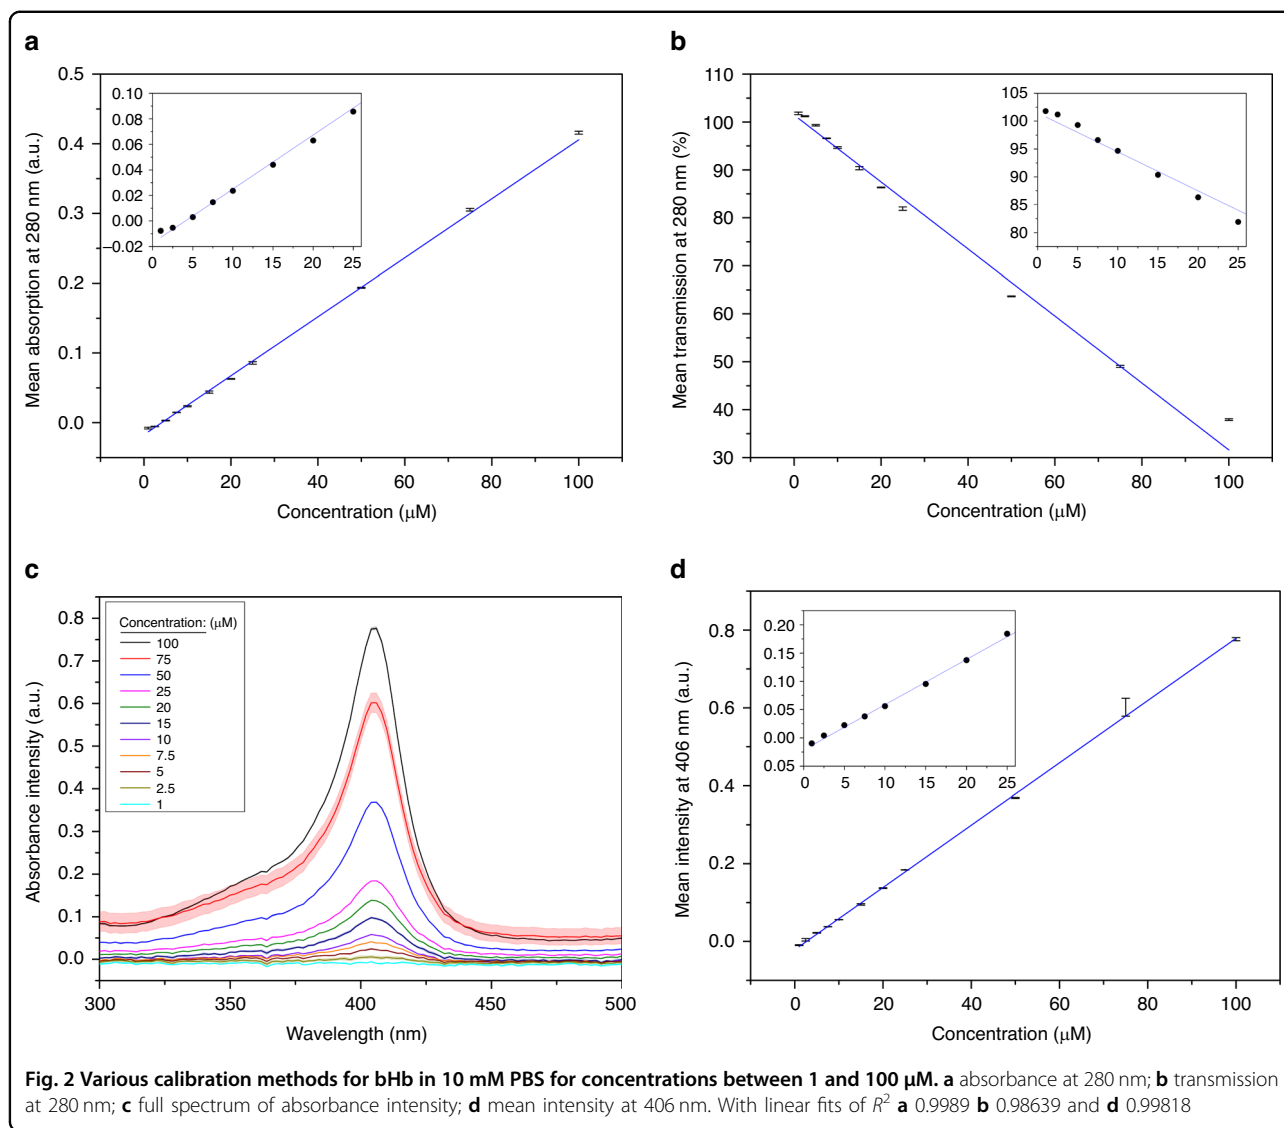 a
Mean absorption at 280 nm (a.u.)
0.5
0.4
0.3
0.2
0.1
0.0
0 20 40 60 80 100
Concentration (μM)
0.10
0.08
0.06
0.04
0.02
0.00
−0.02
0 5 10 15 20 25
b
Mean transmission at 280 nm (%)
110
100
90
80
70
60
50
40
30
0 20 40 60 80 100
Concentration (μM)
105
100
95
90
85
80
0 5 10 15 20 25
c
Absorbance intensity (a.u.)
0.8
0.7
0.6
0.5
0.4
0.3
0.2
0.1
0.0
300 350 400 450 500
Wavelength (nm)
Concentration: (μM)
100
75
50
25
20
15
10
7.5
5
2.5
1
d
Mean intensity at 406 nm (a.u.)
0.8
0.6
0.4
0.2
0.0
0 20 40 60 80 100
Concentration (μM)
0.20
0.15
0.10
0.05
0.00
0.05
0 5 10 15 20 25
Fig. 2 Various calibration methods for bHb in 10 mM PBS for concentrations between 1 and 100 μM. a absorbance at 280 nm; b transmission
at 280 nm; c full spectrum of absorbance intensity; d mean intensity at 406 nm. With linear fits of R² a 0.9989 b 0.98639 and d 0.99818